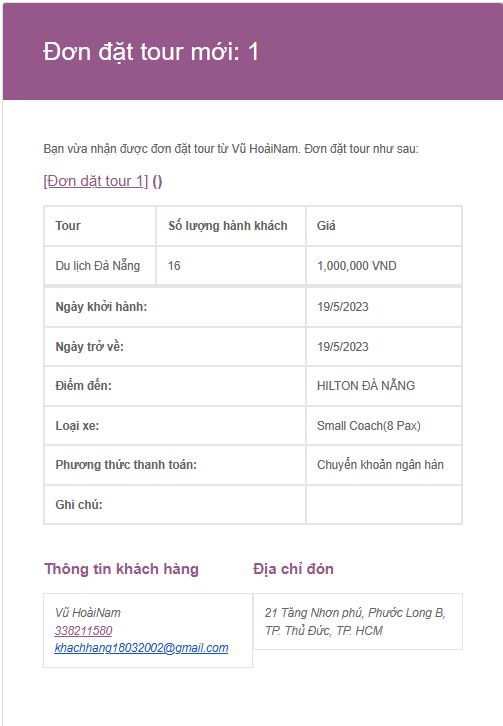 Đơn đặt tour mới: 1
Bạn vừa nhận được đơn đặt tour từ Vũ HoàiNam. Đơn đặt tour như sau:
[Đơn dặt tour 1] ()
Tour Số lượng hành khách Giá
Du lịch Đà Nẵng 16 1,000,000 VND
Ngày khởi hành: 19/5/2023
Ngày trở về: 19/5/2023
Điểm đến: HILTON ĐÀ NẴNG
Loại xe: Small Coach(8 Pax)
Phương thức thanh toán: Chuyển khoản ngân hàn
Ghi chú:
Thông tin khách hàng
Vũ HoàiNam
338211580
khachhang18032002@gmail.com
Địa chỉ đón
21 Tăng Nhơn phú, Phước Long B,
TP. Thủ Đức, TP. HCM